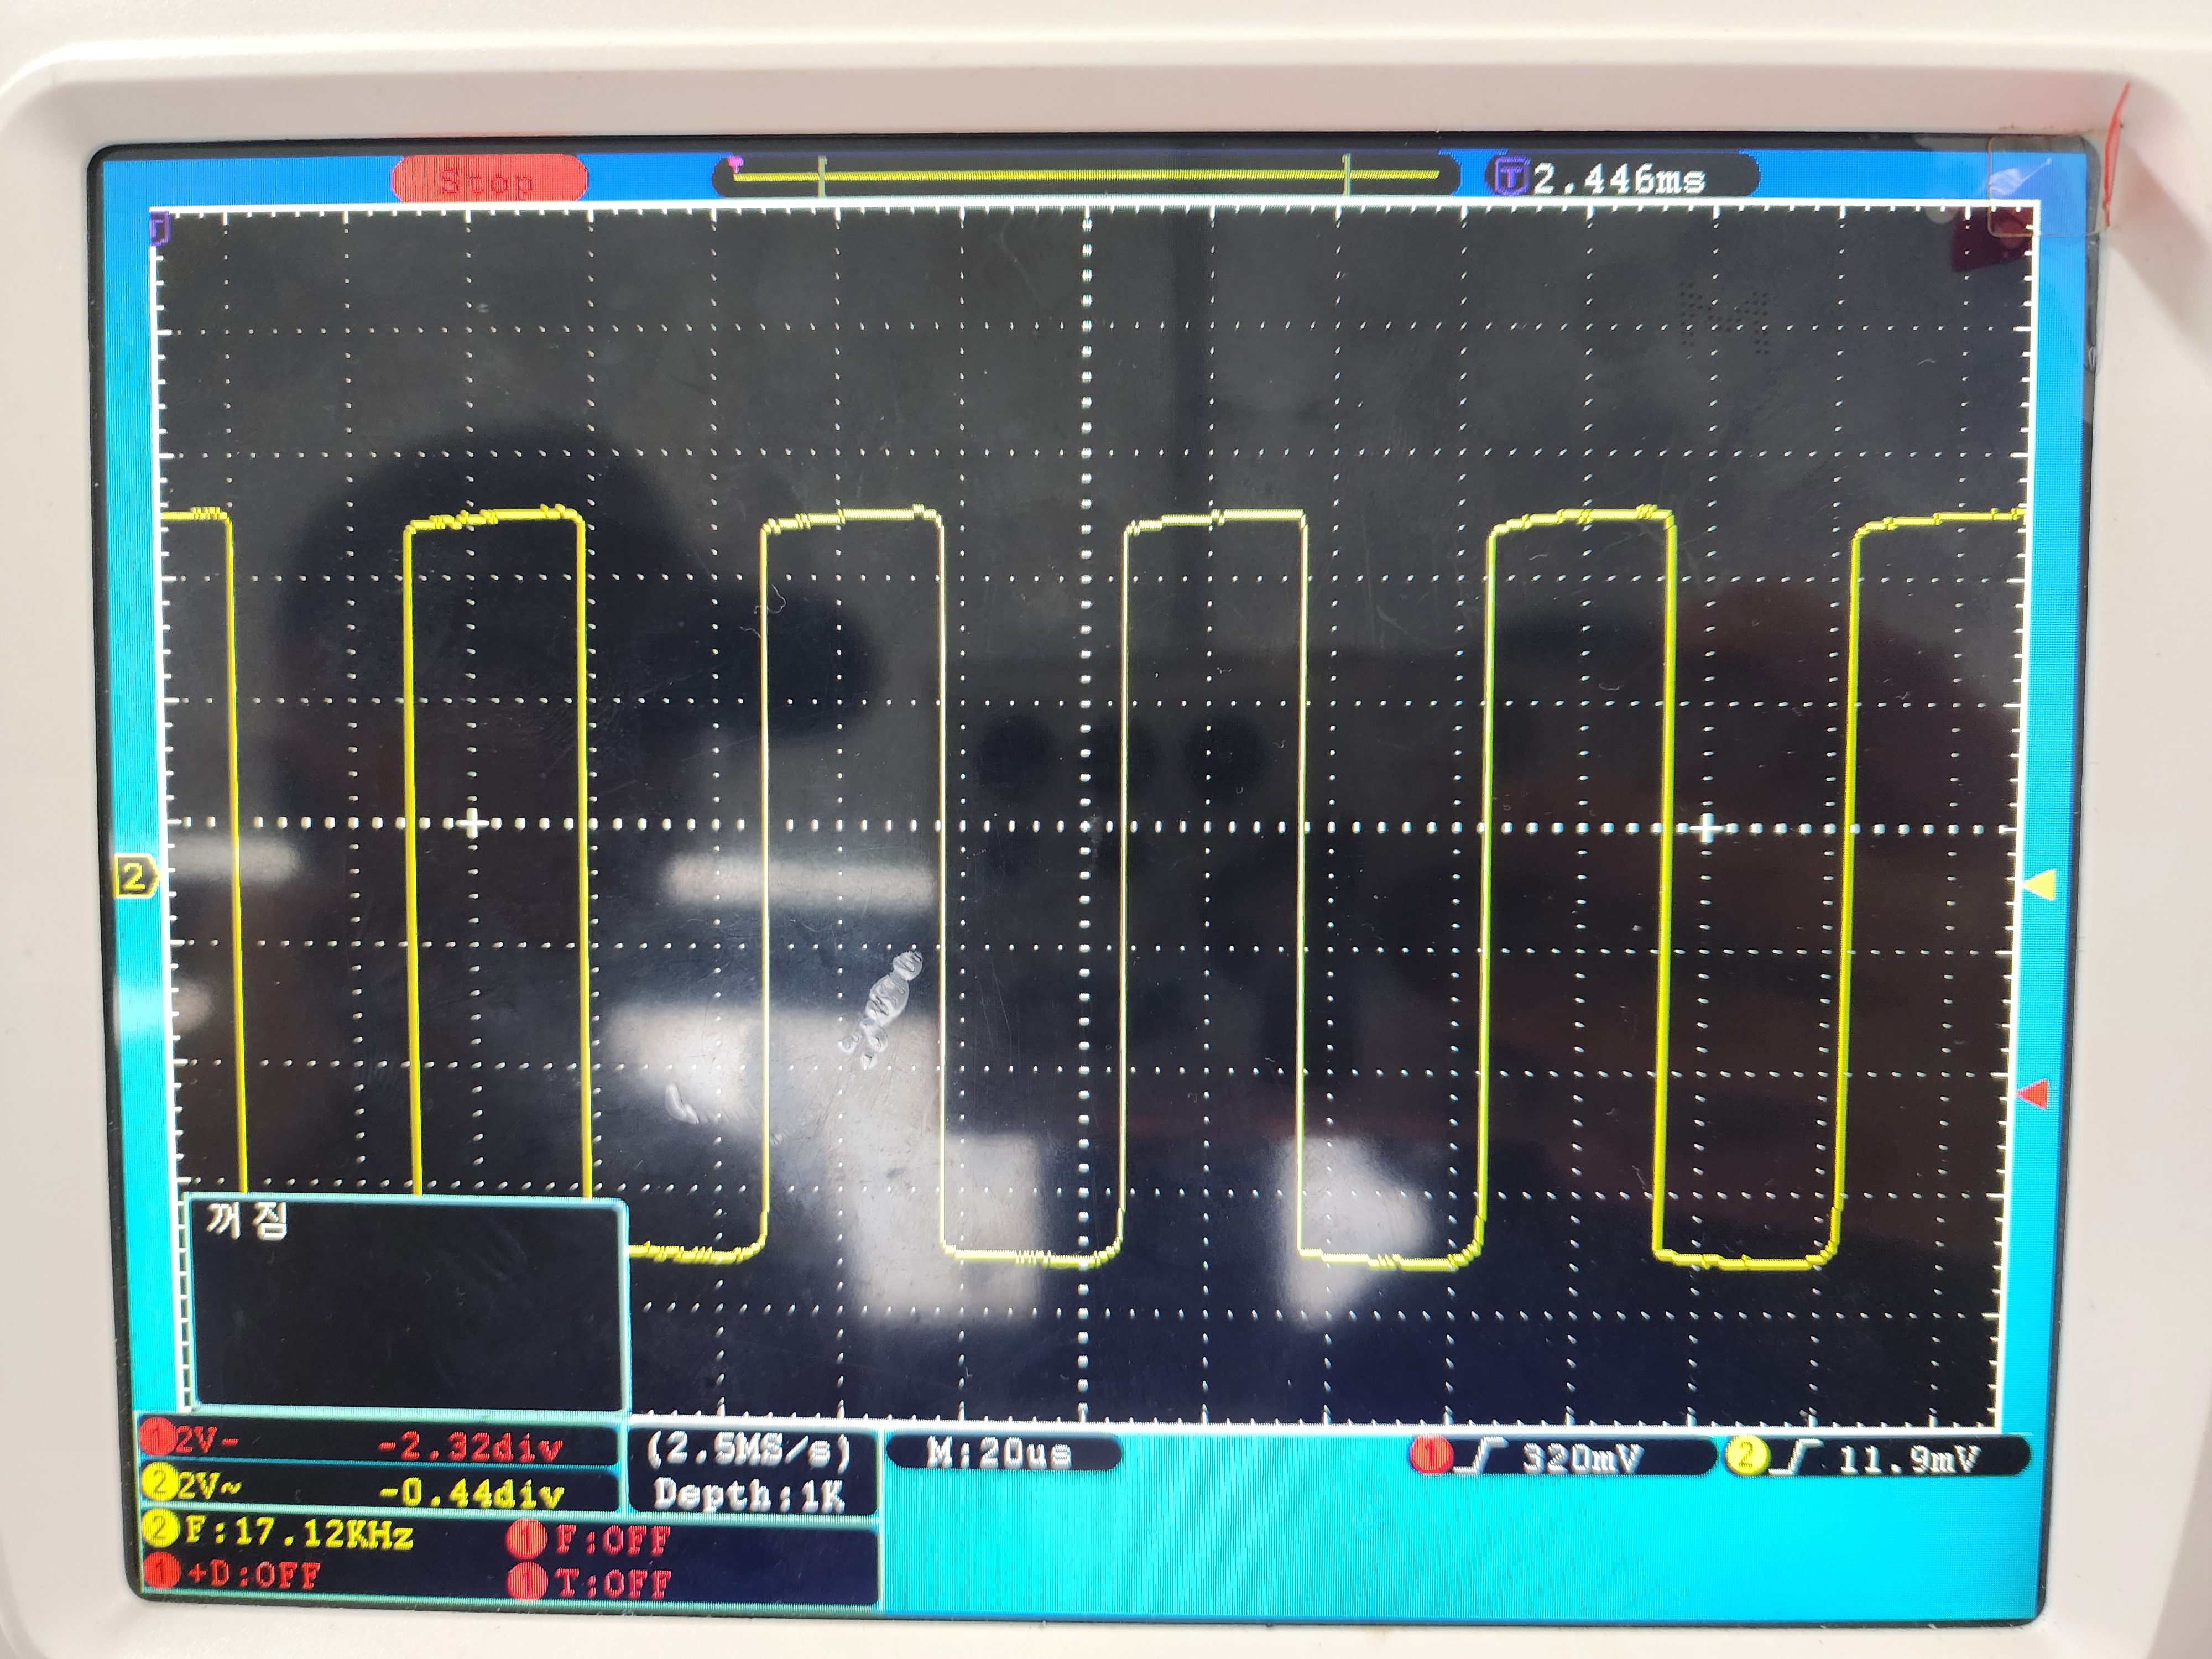 Stop
T 2.446ms
T
2
꺼짐
1 2V- -2.32div
2 2V~ -0.44div
(2.5MS/s)
Depth:1K
M:20us
1 320mV
2 11.9mV
2 F:17.12KHz
1 F:OFF
1 +D:OFF
1 T:OFF